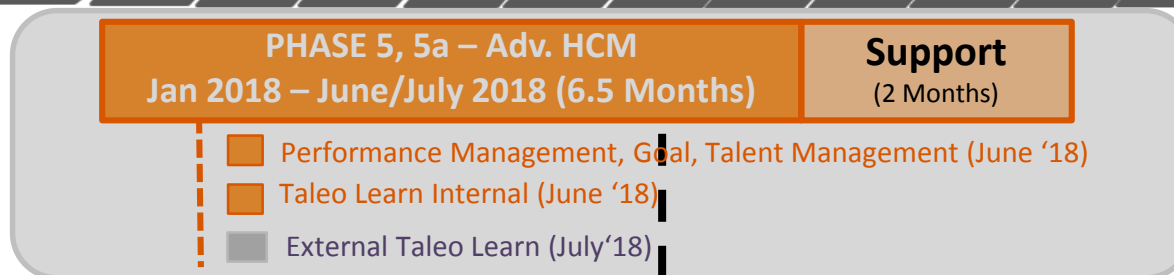 PHASE 5, 5a – Adv. HCM
Jan 2018 – June/July 2018 (6.5 Months)
Support
(2 Months)
Performance Management, Goal, Talent Management (June ‘18)
Taleo Learn Internal (June ‘18)
External Taleo Learn (July‘18)